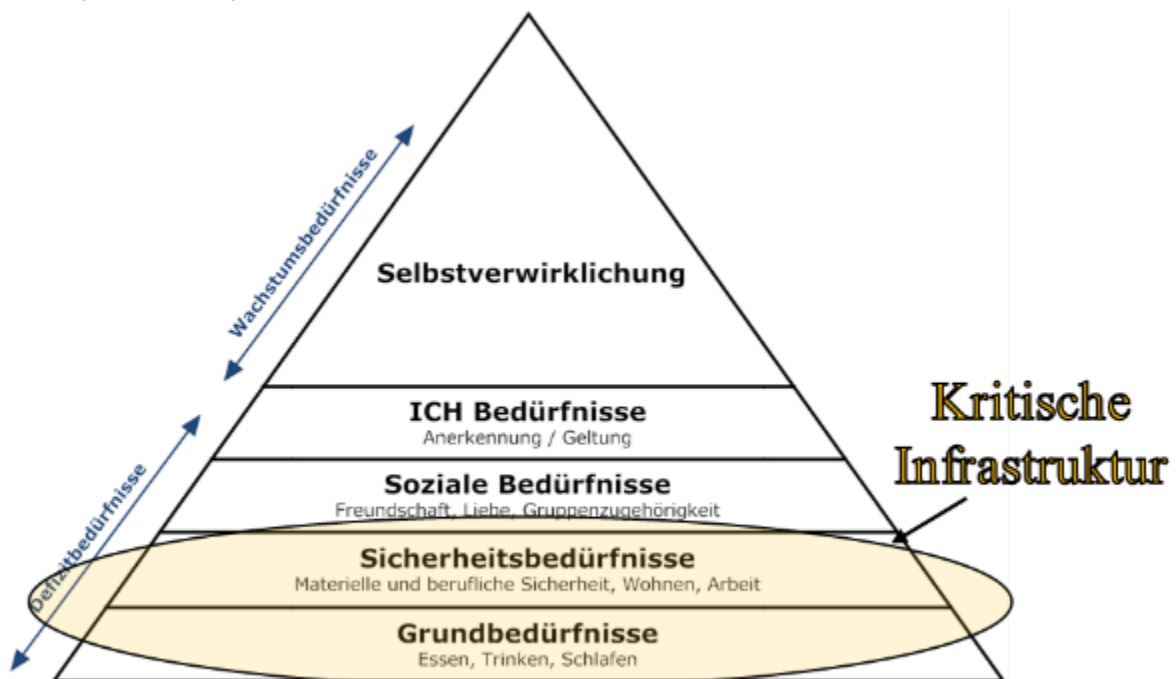 Wachstumsbedürfnisse
Selbstverwirklichung
ICH Bedürfnisse
Anerkennung / Geltung
Kritische
Infrastruktur
Soziale Bedürfnisse
Freundschaft, Liebe, Gruppenzugehörigkeit
Defizitbedürfnisse
Sicherheitsbedürfnisse
Materielle und berufliche Sicherheit, Wohnen, Arbeit
Grundbedürfnisse
Essen, Trinken, Schlafen